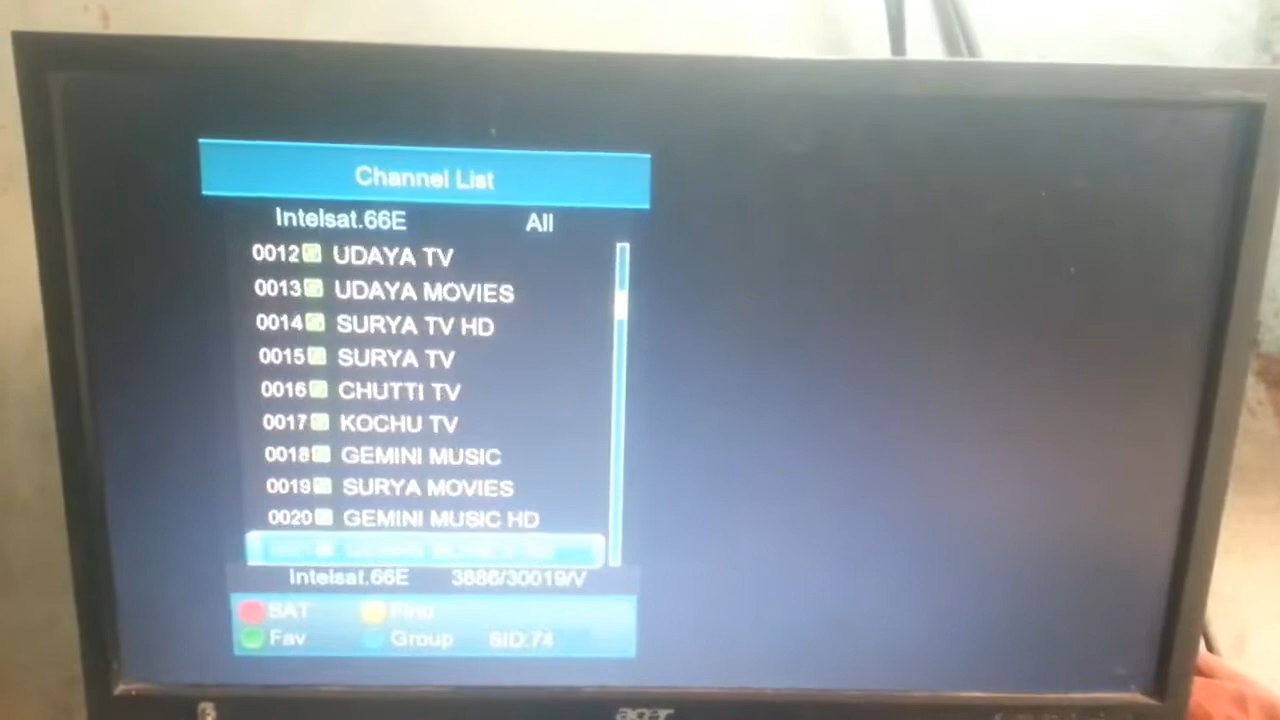 Channel List
Intelsat.66E All
0012 UDAYA TV
0013 UDAYA MOVIES
0014 SURYA TV HD
0015 SURYA TV
0016 CHUTTI TV
0017 KOCHU TV
0018 GEMINI MUSIC
0019 SURYA MOVIES
0020 GEMINI MUSIC HD
Intelsat.66E 3886/30019/V
SAT Find
Fav Group SID:74
acer